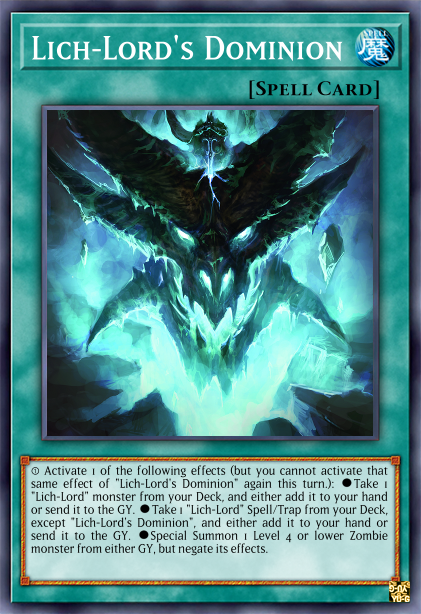 LICH-LORD'S DOMINION
SPELL
魔
[SPELL CARD]
① Activate 1 of the following effects (but you cannot activate that
same effect of "Lich-Lord's Dominion" again this turn.): ●Take 1
"Lich-Lord" monster from your Deck, and either add it to your hand
or send it to the GY. ●Take 1 "Lich-Lord" Spell/Trap from your Deck,
except "Lich-Lord's Dominion", and either add it to your hand or
send it to the GY. ●Special Summon 1 Level 4 or lower Zombie
monster from either GY, but negate its effects.